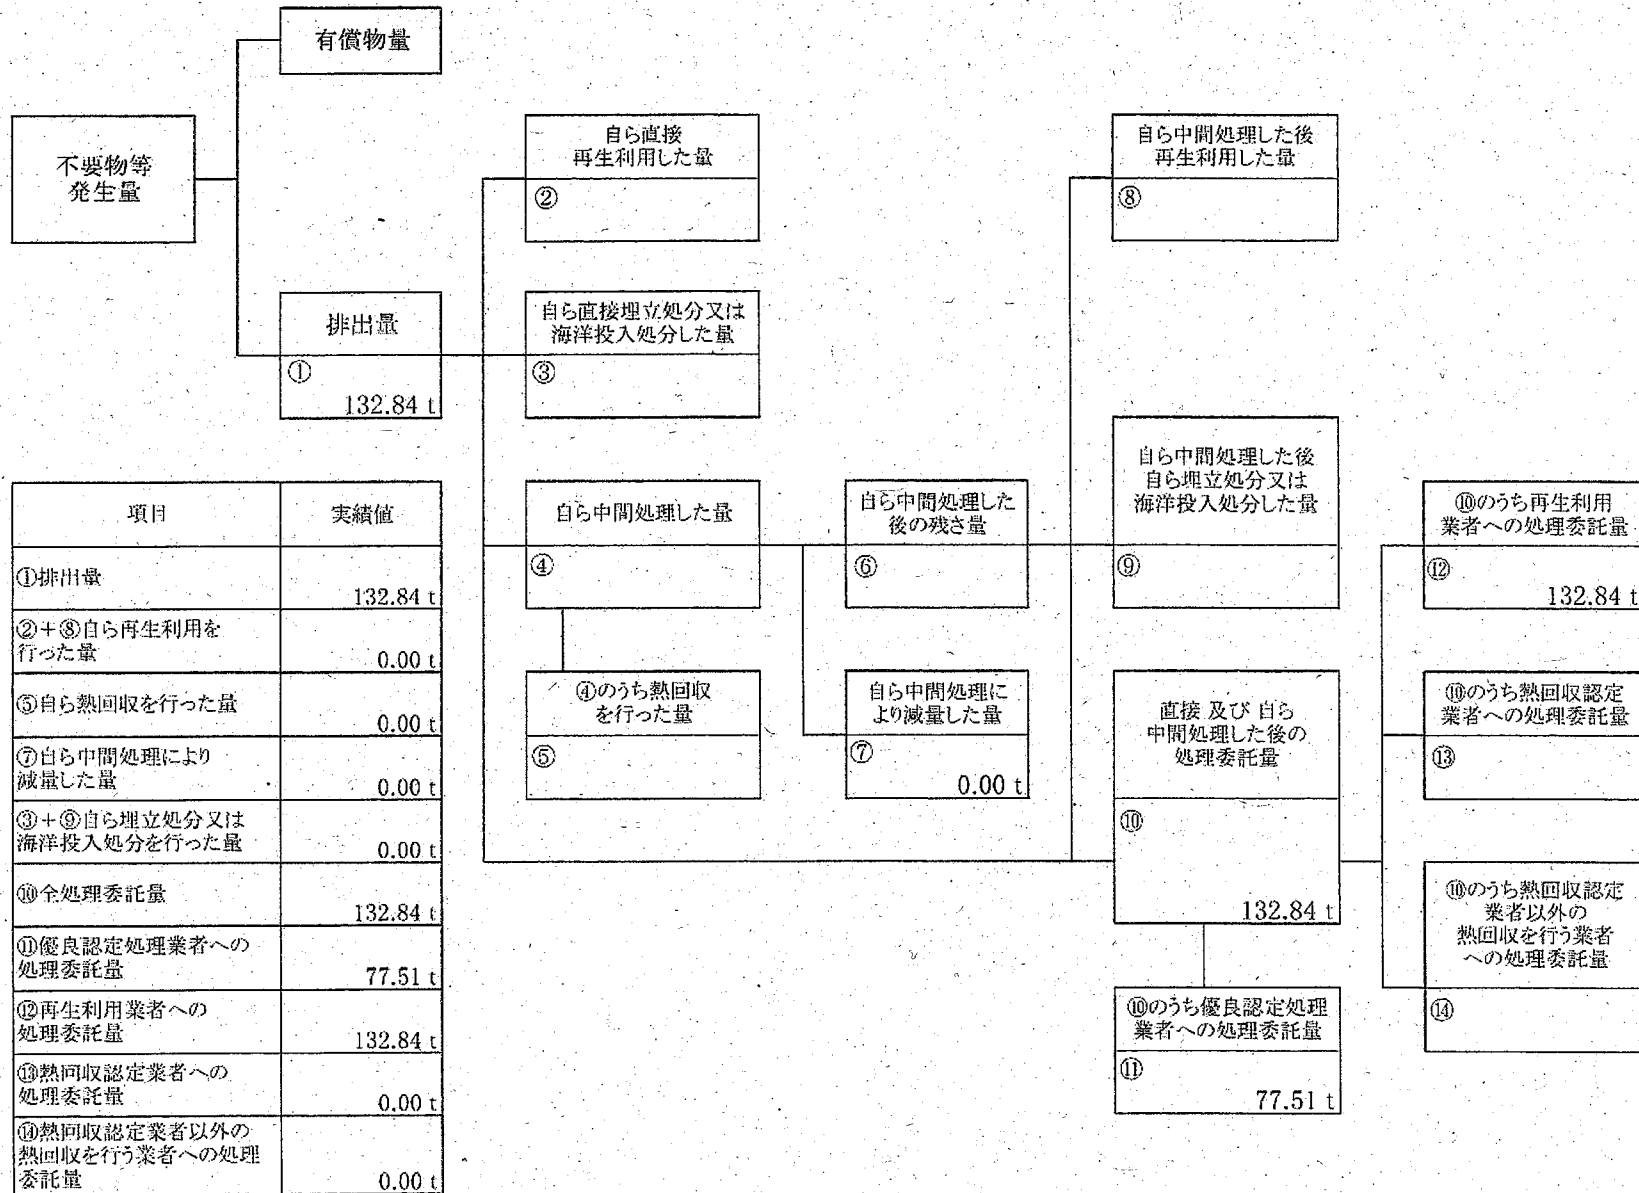 有償物量
不要物等
発生量
自ら直接
再生利用した量
②
自ら中間処理した後
再生利用した量
⑧
排出量
①
132.84 t
自ら直接埋立処分又は
海洋投入処分した量
③
自ら中間処理した量
④
自ら中間処理した
後の残さ量
⑥
自ら中間処理した後
自ら埋立処分又は
海洋投入処分した量
⑨
⑩のうち再生利用
業者への処理委託量
⑫
132.84 t
④のうち熱回収
を行った量
⑤
自ら中間処理に
より減量した量
⑦
0.00 t
直接 及び 自ら
中間処理した後の
処理委託量
⑩
132.84 t
⑩のうち熱回収認定
業者への処理委託量
⑬
⑩のうち熱回収認定
業者以外の
熱回収を行う業者
への処理委託量
⑭
⑩のうち優良認定処理
業者への処理委託量
⑪
77.51 t
項目 実績値
①排出量
132.84 t
②+⑧自ら再生利用を
行った量
0.00 t
⑤自ら熱回収を行った量
0.00 t
⑦自ら中間処理により
減量した量
0.00 t
③+⑨自ら埋立処分又は
海洋投入処分を行った量
0.00 t
⑩全処理委託量
132.84 t
⑪優良認定処理業者への
処理委託量
77.51 t
⑫再生利用業者への
処理委託量
132.84 t
⑬熱回収認定業者への
処理委託量
0.00 t
⑭熱回収認定業者以外の
熱回収を行う業者への処理
委託量
0.00 t